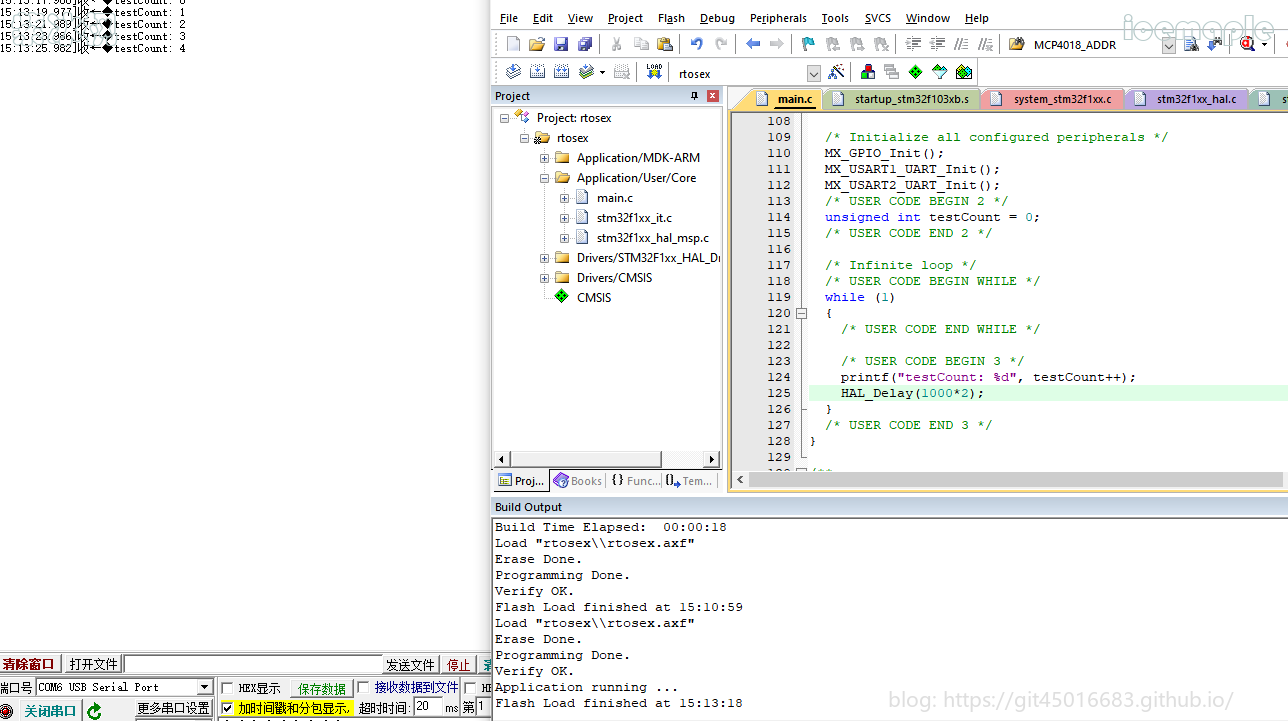 testCount: 0
15:13:19.977]收←◆testCount: 1
15:13:21.983]收←◆testCount: 2
15:13:23.966]收←◆testCount: 3
15:13:25.982]收←◆testCount: 4
File Edit View Project Flash Debug Peripherals Tools SVCS Window Help
icemaple
MCP4018_ADDR
LOAD
rtosex
Project
main.c startup_stm32f103xb.s system_stm32f1xx.c stm32f1xx_hal.c
Project: rtosex
rtosex
Application/MDK-ARM
Application/User/Core
main.c
stm32f1xx_it.c
stm32f1xx_hal_msp.c
Drivers/STM32F1xx_HAL_Dr
Drivers/CMSIS
CMSIS
Proj... Books {} Func... Tem...
108
109 /* Initialize all configured peripherals */
110 MX_GPIO_Init();
111 MX_USART1_UART_Init();
112 MX_USART2_UART_Init();
113 /* USER CODE BEGIN 2 */
114 unsigned int testCount = 0;
115 /* USER CODE END 2 */
116
117 /* Infinite loop */
118 /* USER CODE BEGIN WHILE */
119 while (1)
120 {
121 /* USER CODE END WHILE */
122
123 /* USER CODE BEGIN 3 */
124 printf("testCount: %d", testCount++);
125 HAL_Delay(1000*2);
126 }
127 /* USER CODE END 3 */
128 }
129
Build Output
Build Time Elapsed:  00:00:18
Load "rtosex\\rtosex.axf"
Erase Done.
Programming Done.
Verify OK.
Flash Load finished at 15:10:59
Load "rtosex\\rtosex.axf"
Erase Done.
Programming Done.
Verify OK.
Application running ...
Flash Load finished at 15:13:18
blog: https://git45016683.github.io/
清除窗口 打开文件 发送文件 停止
端口号 COM6 USB Serial Port HEX显示 保存数据 接收数据到文件
关闭串口 更多串口设置 加时间戳和分包显示, 超时时间: 20 ms 第 1